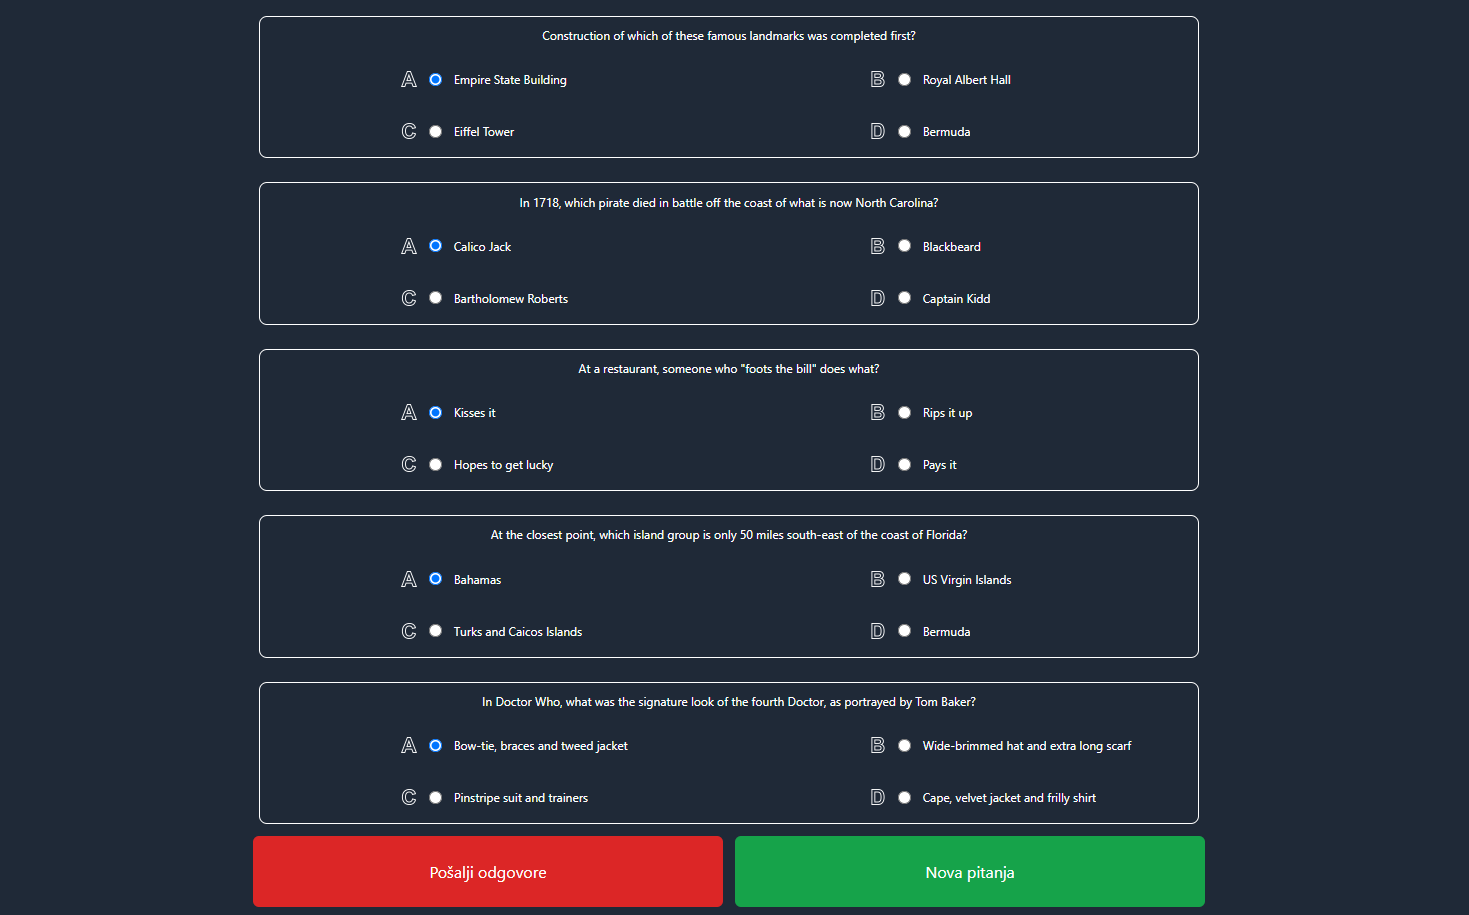 Construction of which of these famous landmarks was completed first?
A Empire State Building
B Royal Albert Hall
C Eiffel Tower
D Bermuda
In 1718, which pirate died in battle off the coast of what is now North Carolina?
A Calico Jack
B Blackbeard
C Bartholomew Roberts
D Captain Kidd
At a restaurant, someone who "foots the bill" does what?
A Kisses it
B Rips it up
C Hopes to get lucky
D Pays it
At the closest point, which island group is only 50 miles south-east of the coast of Florida?
A Bahamas
B US Virgin Islands
C Turks and Caicos Islands
D Bermuda
In Doctor Who, what was the signature look of the fourth Doctor, as portrayed by Tom Baker?
A Bow-tie, braces and tweed jacket
B Wide-brimmed hat and extra long scarf
C Pinstripe suit and trainers
D Cape, velvet jacket and frilly shirt
Pošalji odgovore
Nova pitanja